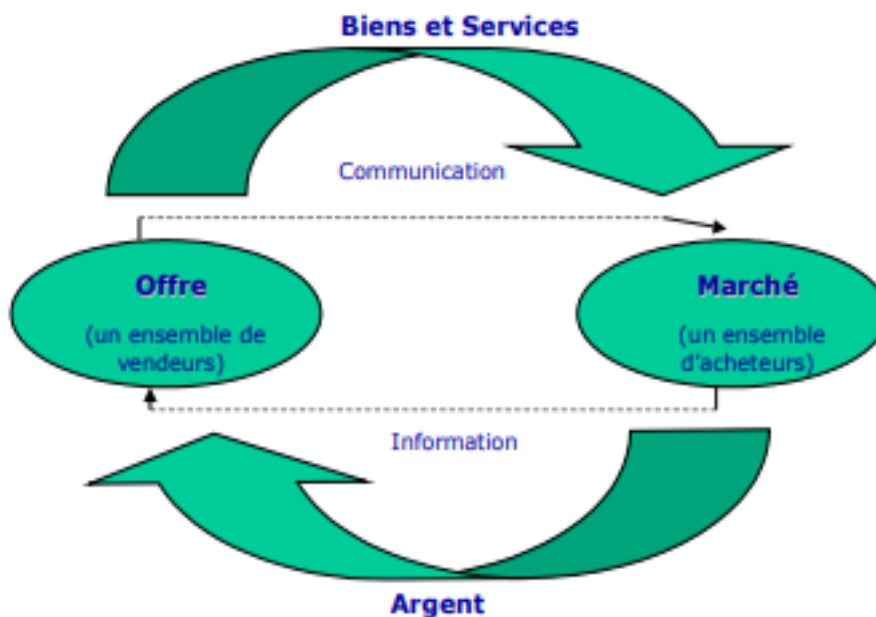 Biens et Services
Communication
Offre
(un ensemble de
vendeurs)
Marché
(un ensemble
d'acheteurs)
Information
Argent